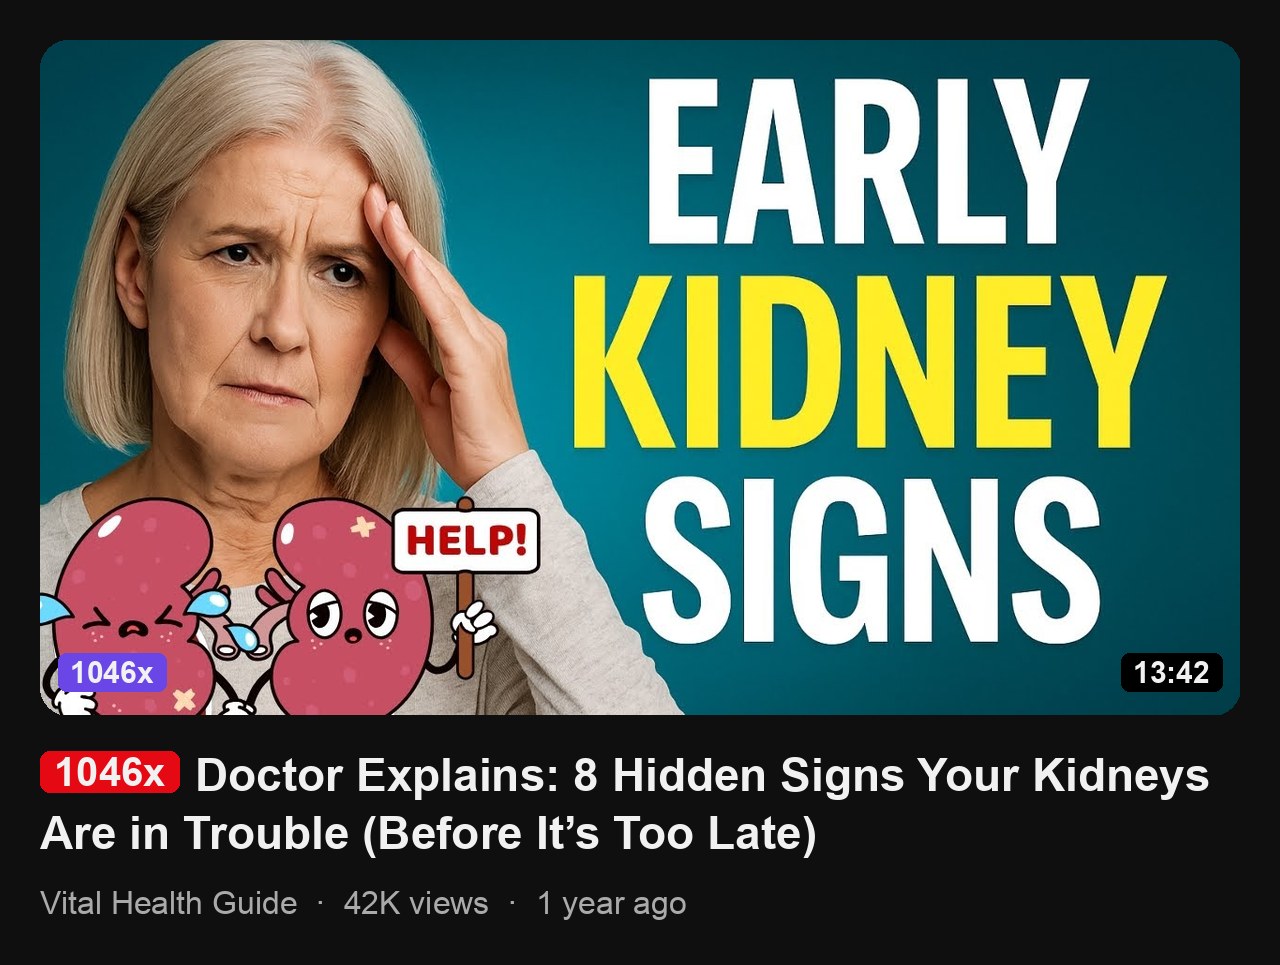 EARLY
KIDNEY
SIGNS
HELP!
1046x
13:42
1046x Doctor Explains: 8 Hidden Signs Your Kidneys
Are in Trouble (Before It’s Too Late)
Vital Health Guide · 42K views · 1 year ago